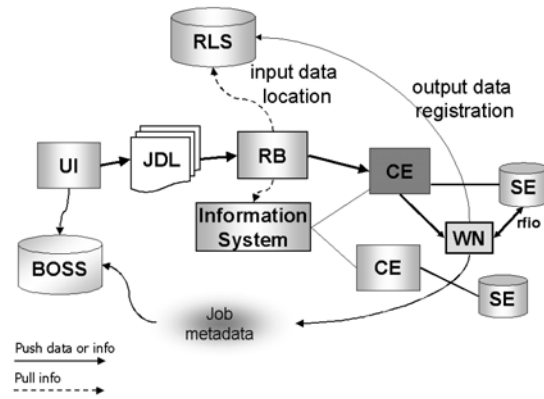 RLS
input data
location
output data
registration
UI
JDL
RB
CE
SE
rfio
Information
System
WN
BOSS
CE
SE
Job
metadata
Push data or info
Pull info